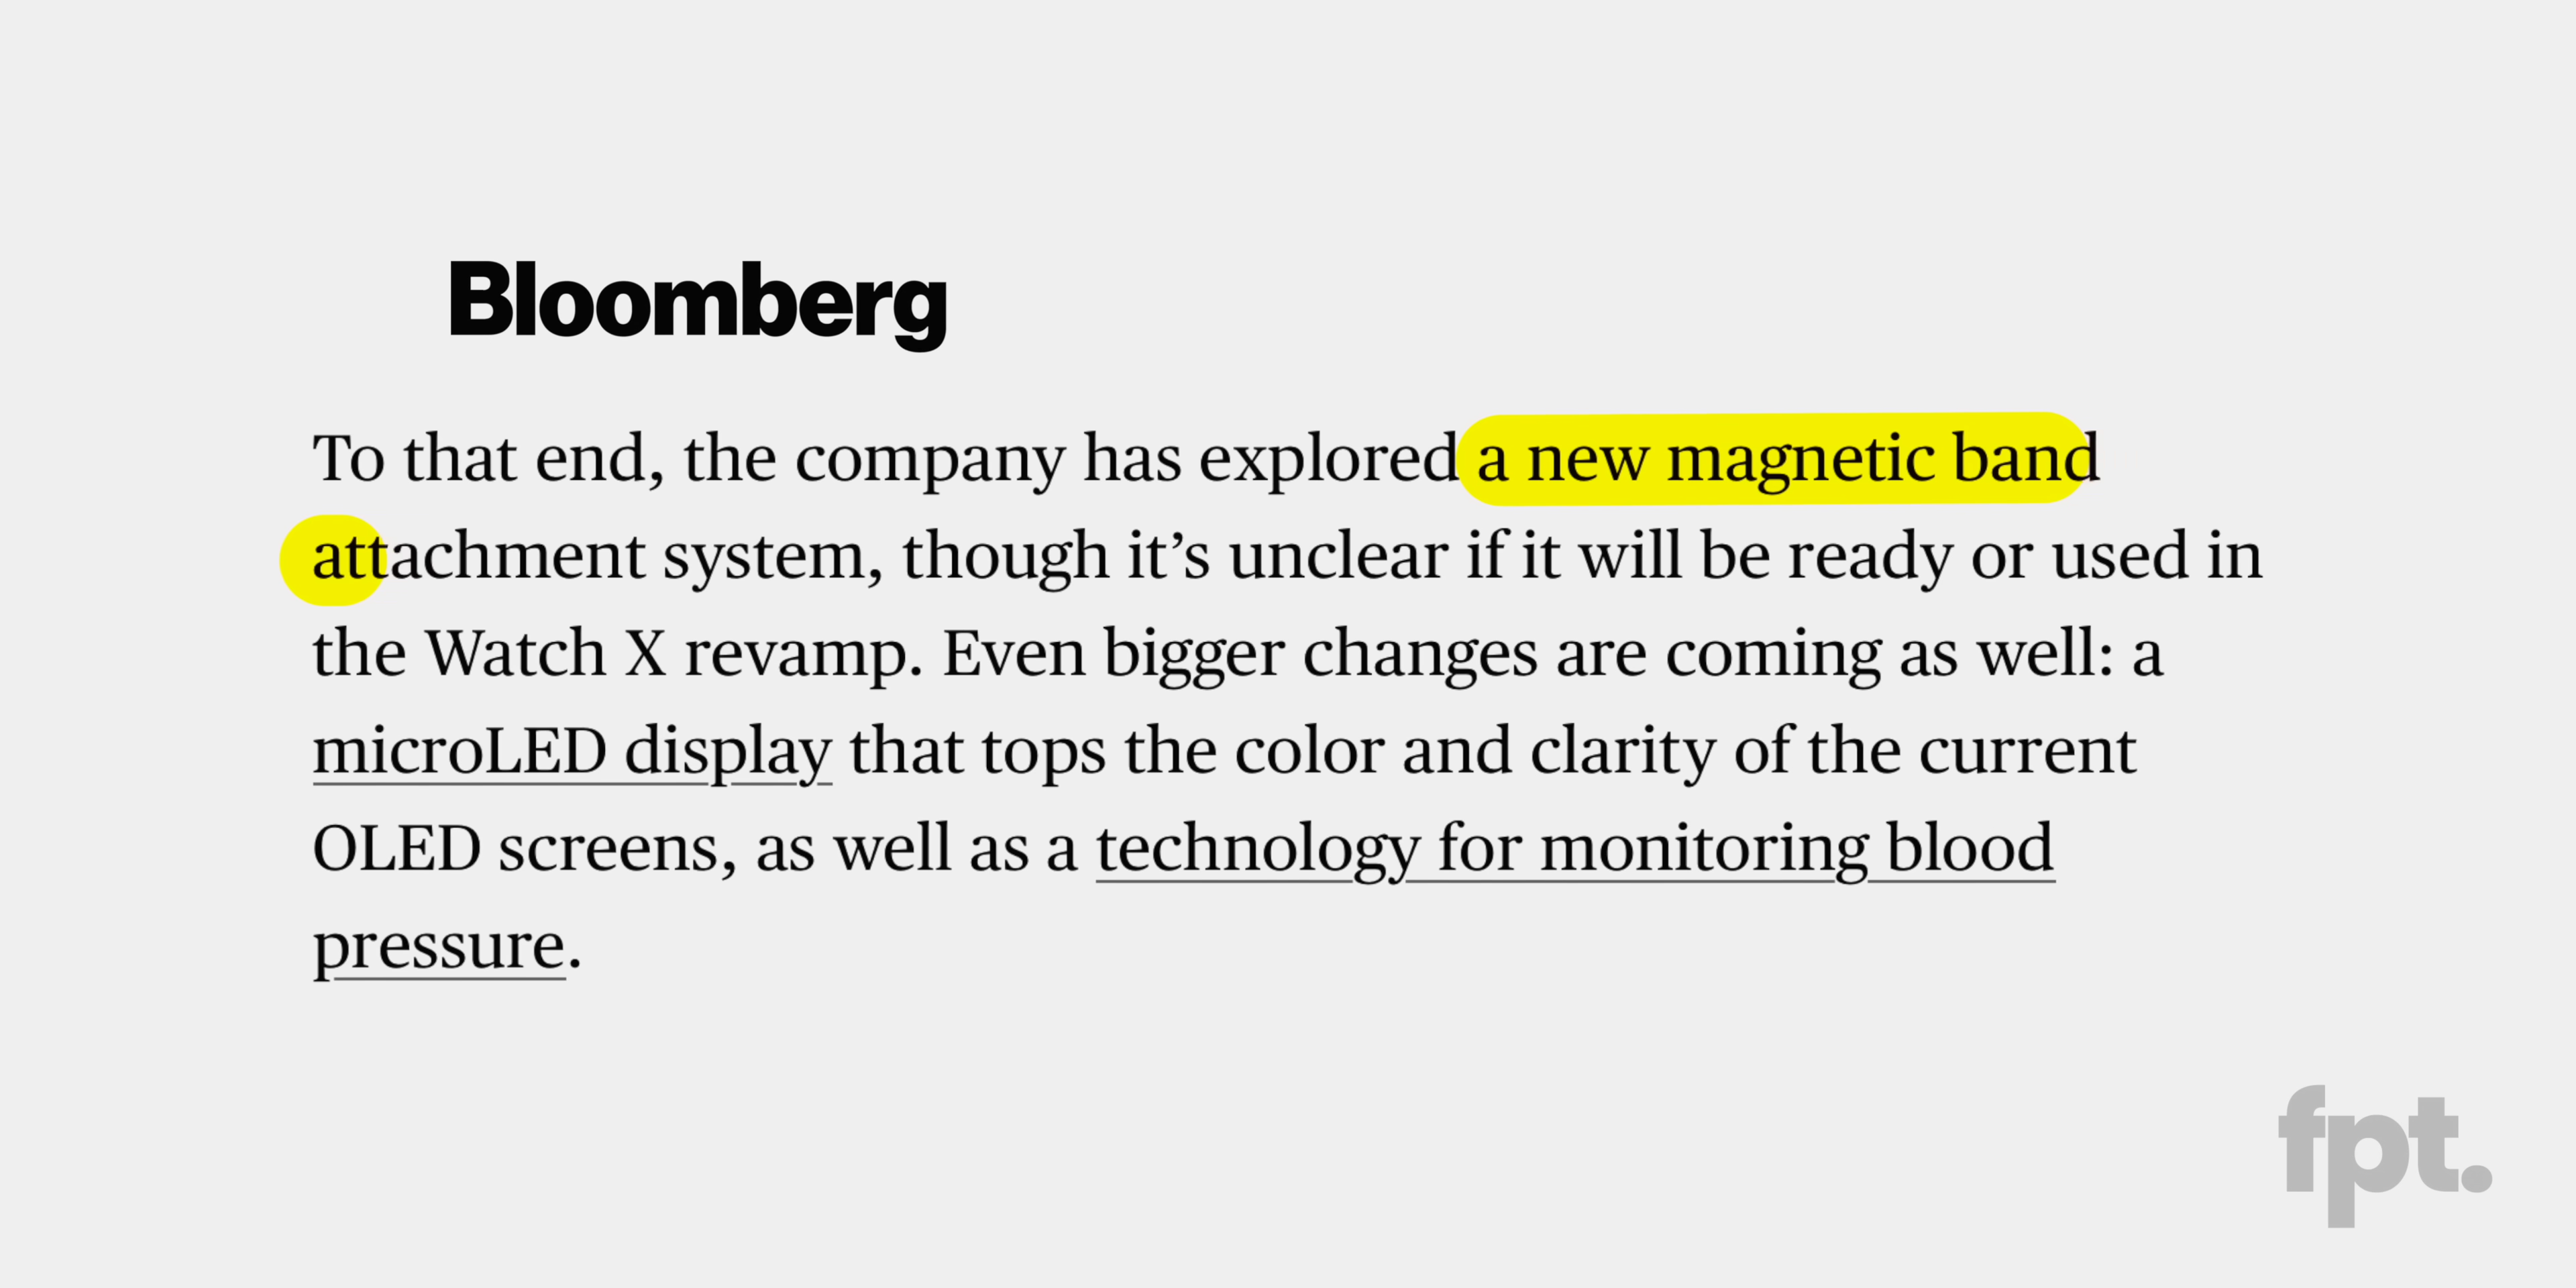 Bloomberg
To that end, the company has explored a new magnetic band
attachment system, though it’s unclear if it will be ready or used in
the Watch X revamp. Even bigger changes are coming as well: a
microLED display that tops the color and clarity of the current
OLED screens, as well as a technology for monitoring blood
pressure.
fpt.